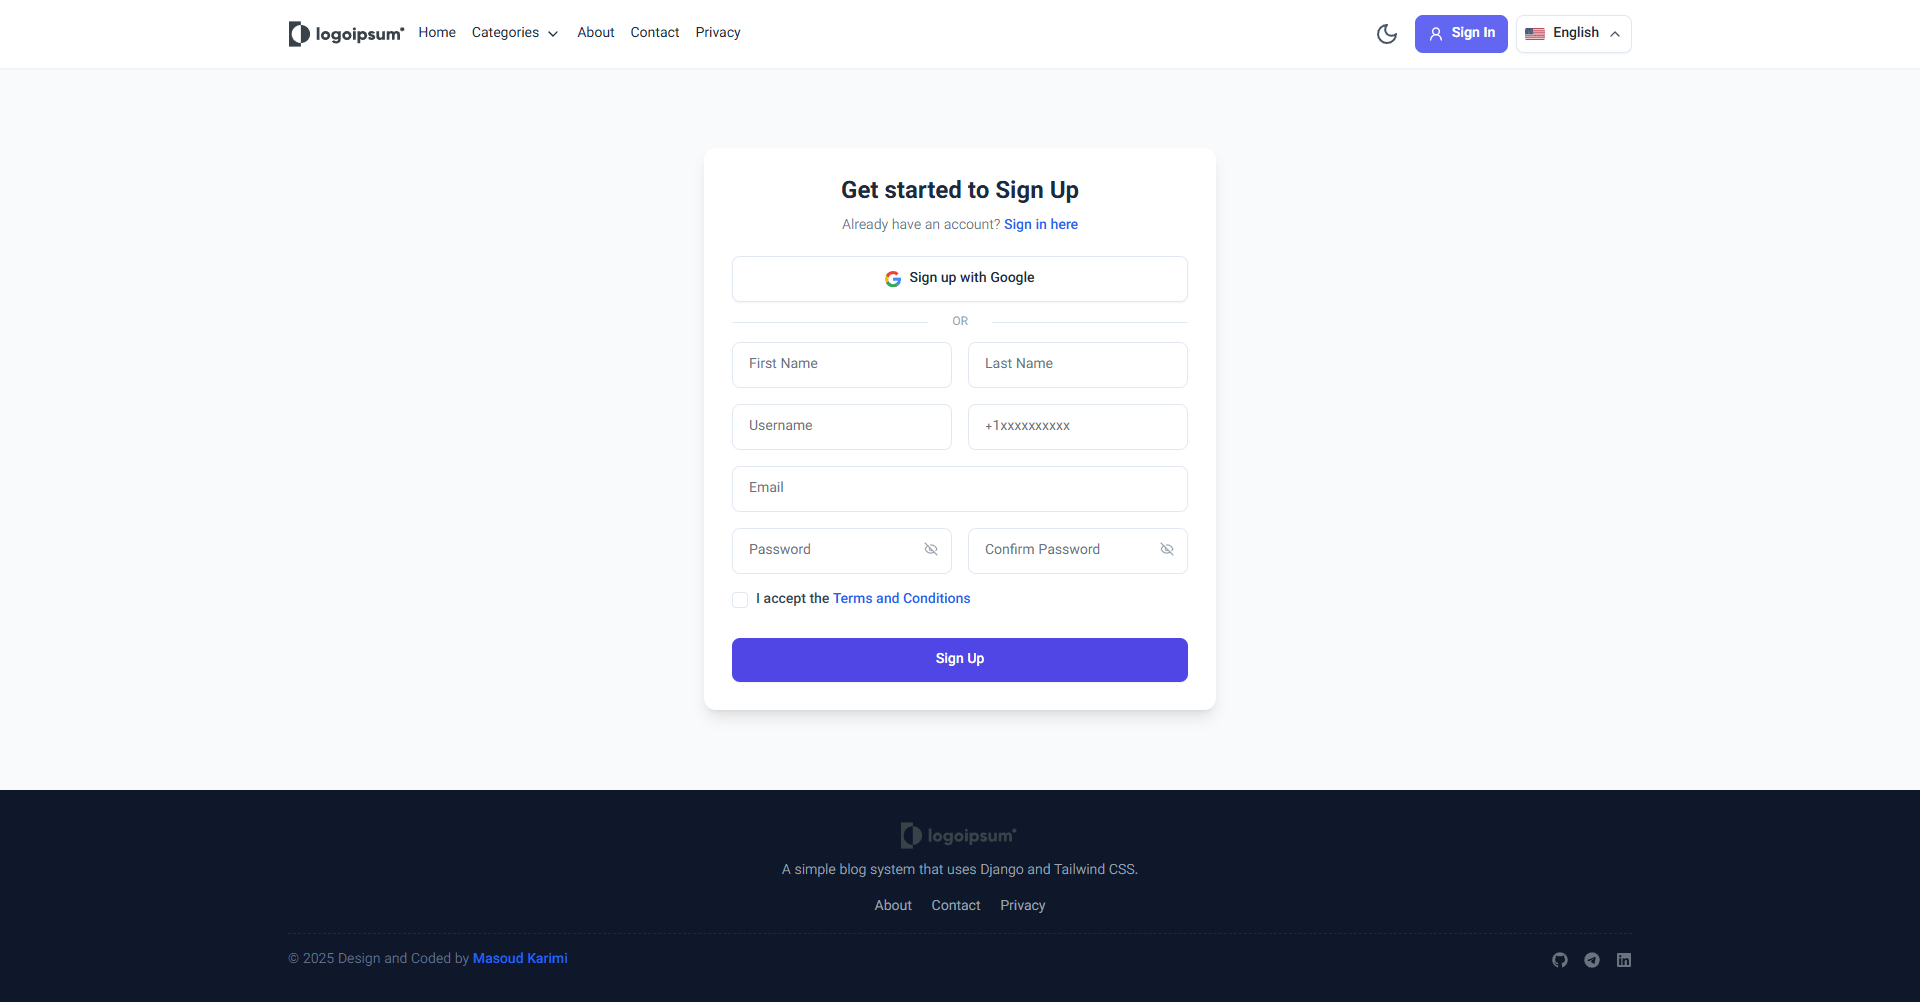 logoipsum Home Categories About Contact Privacy Sign In English
Get started to Sign Up
Already have an account? Sign in here
Sign up with Google
OR
First Name Last Name
Username +1xxxxxxxxxx
Email
Password Confirm Password
I accept the Terms and Conditions
Sign Up
logoipsum
A simple blog system that uses Django and Tailwind CSS.
About Contact Privacy
© 2025 Design and Coded by Masoud Karimi